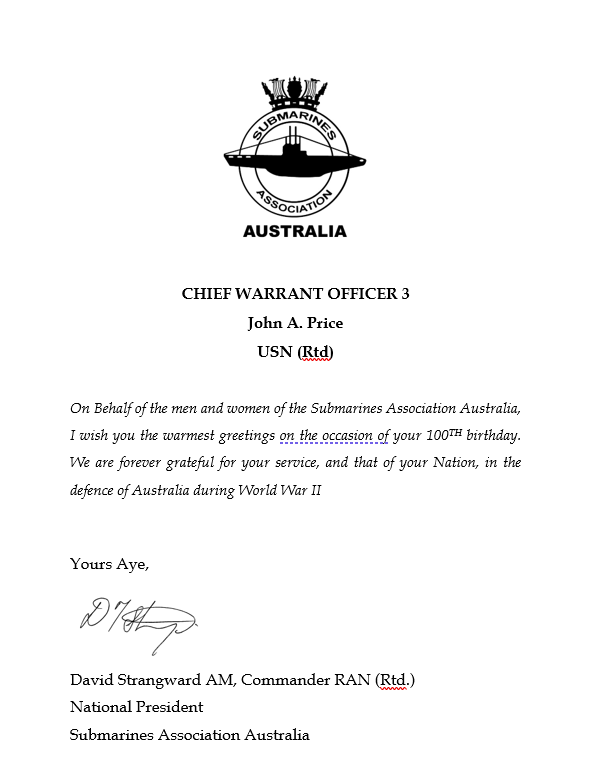 SUBMARINES
ASSOCIATION
AUSTRALIA
CHIEF WARRANT OFFICER 3
John A. Price
USN (Rtd)
On Behalf of the men and women of the Submarines Association Australia,
I wish you the warmest greetings on the occasion of your 100TH birthday.
We are forever grateful for your service, and that of your Nation, in the
defence of Australia during World War II
Yours Aye,
David Strangward AM, Commander RAN (Rtd.)
National President
Submarines Association Australia